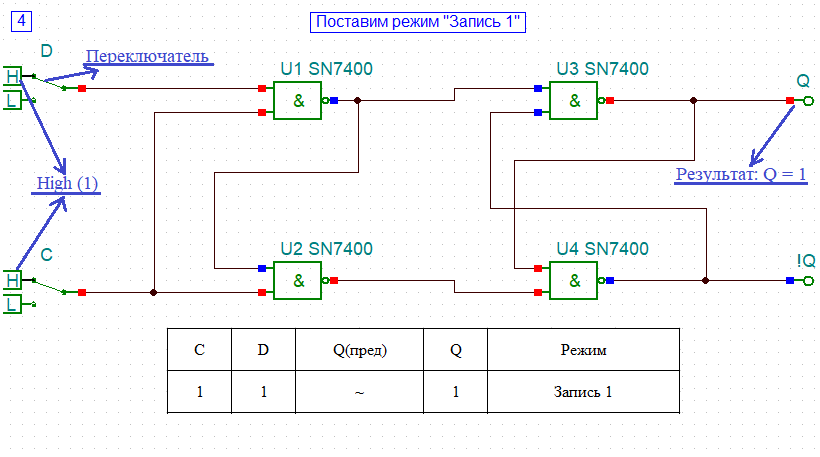 4
Поставим режим "Запись 1"
D
Переключатель
H
L
U1 SN7400
&
U3 SN7400
&
Q
High (1)
Результат: Q = 1
C
H
L
U2 SN7400
&
U4 SN7400
&
!Q
C D Q(пред) Q Режим
1 1 ~ 1 Запись 1